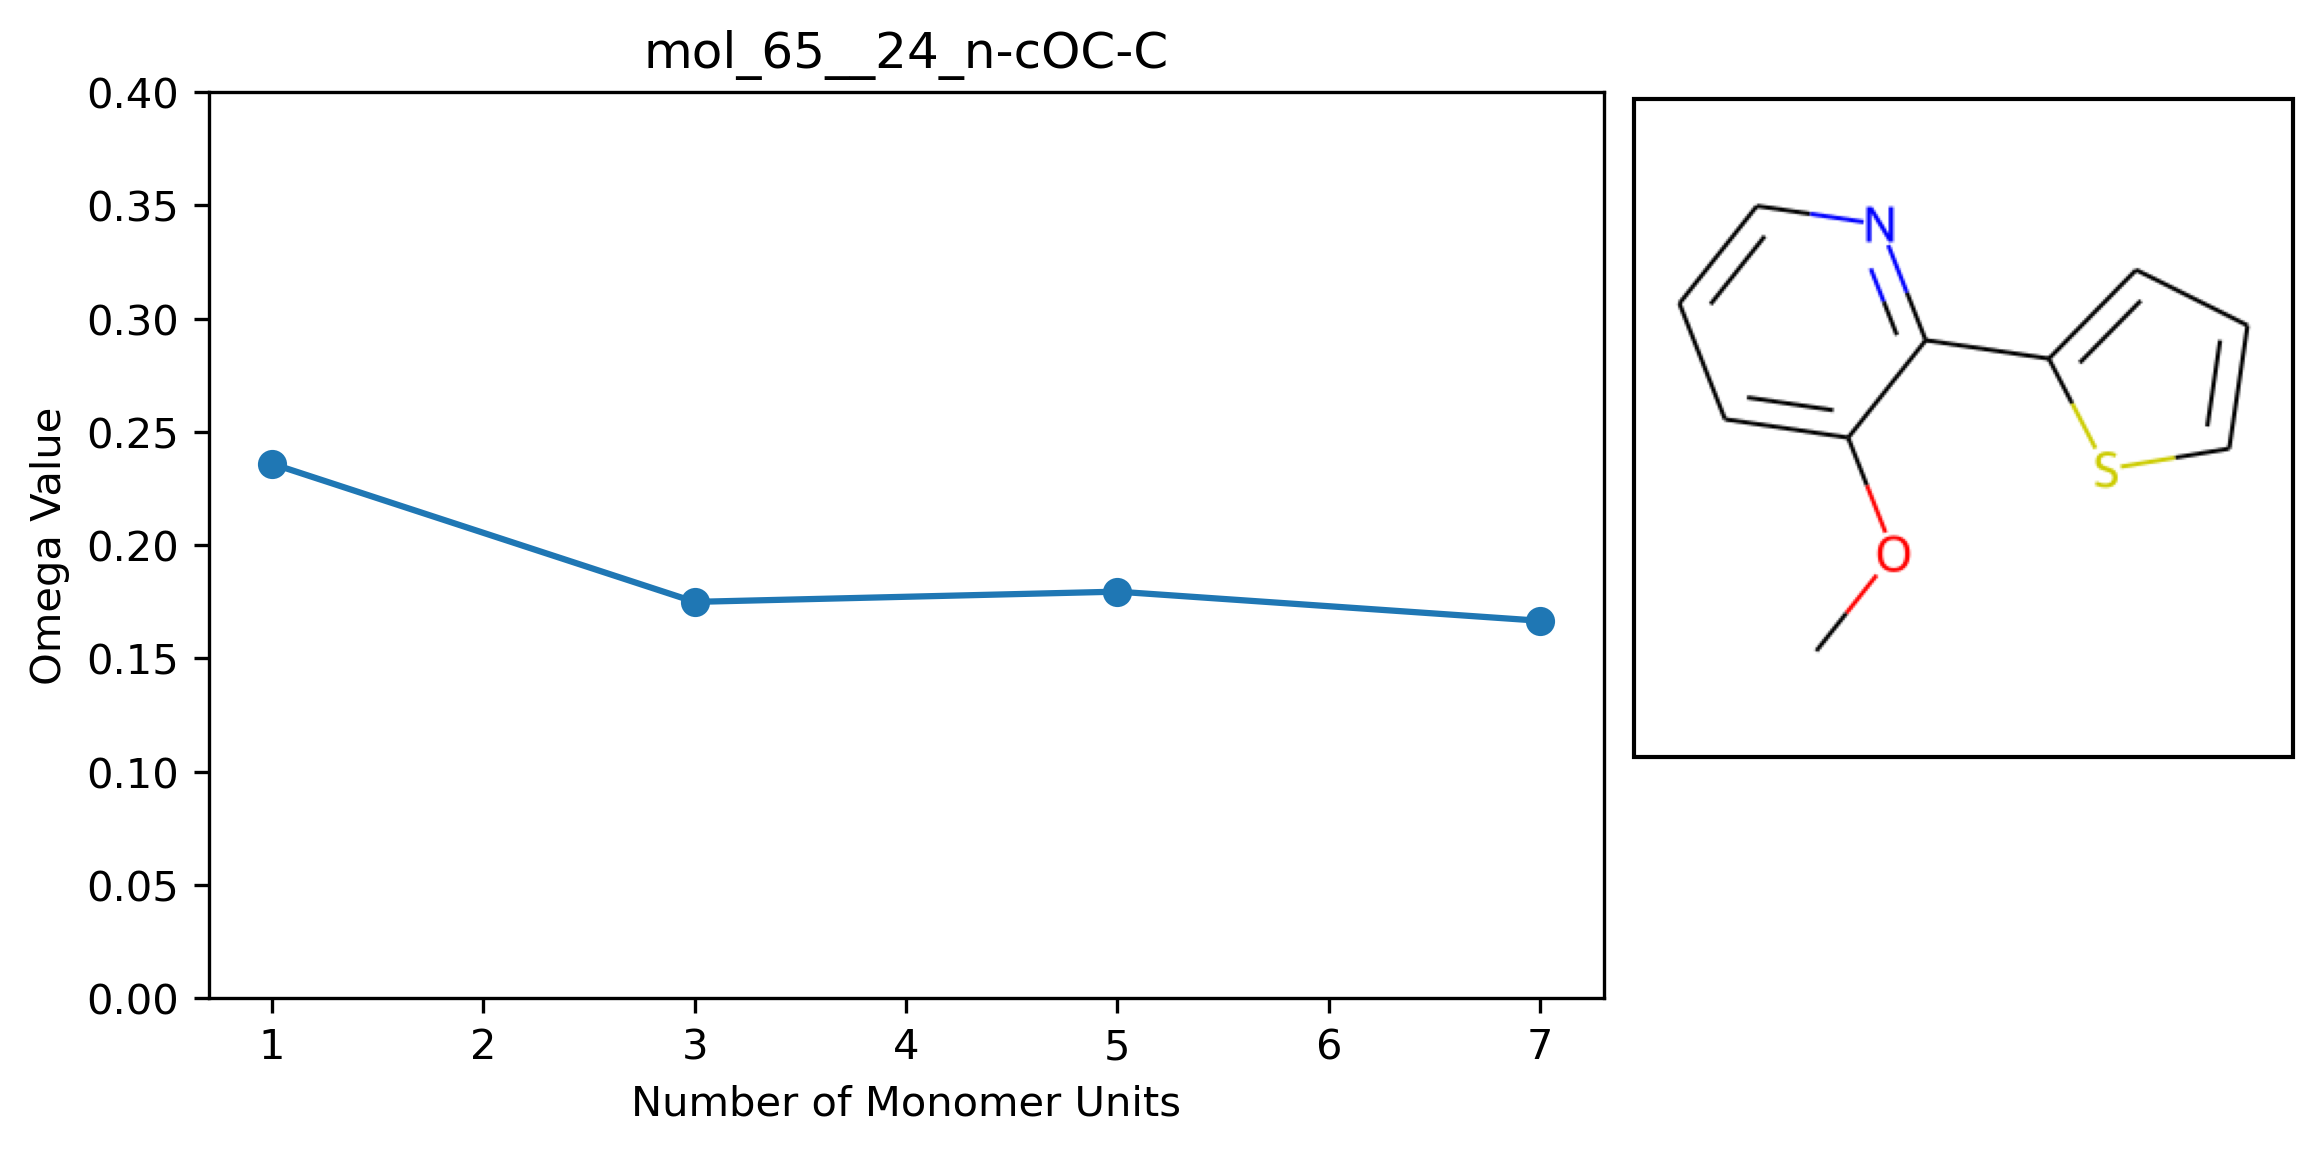 mol_65__24_n-cOC-C
0.40
0.35
0.30
0.25
0.20
0.15
0.10
0.05
0.00
Omega Value
1 2 3 4 5 6 7
Number of Monomer Units
N
S
O